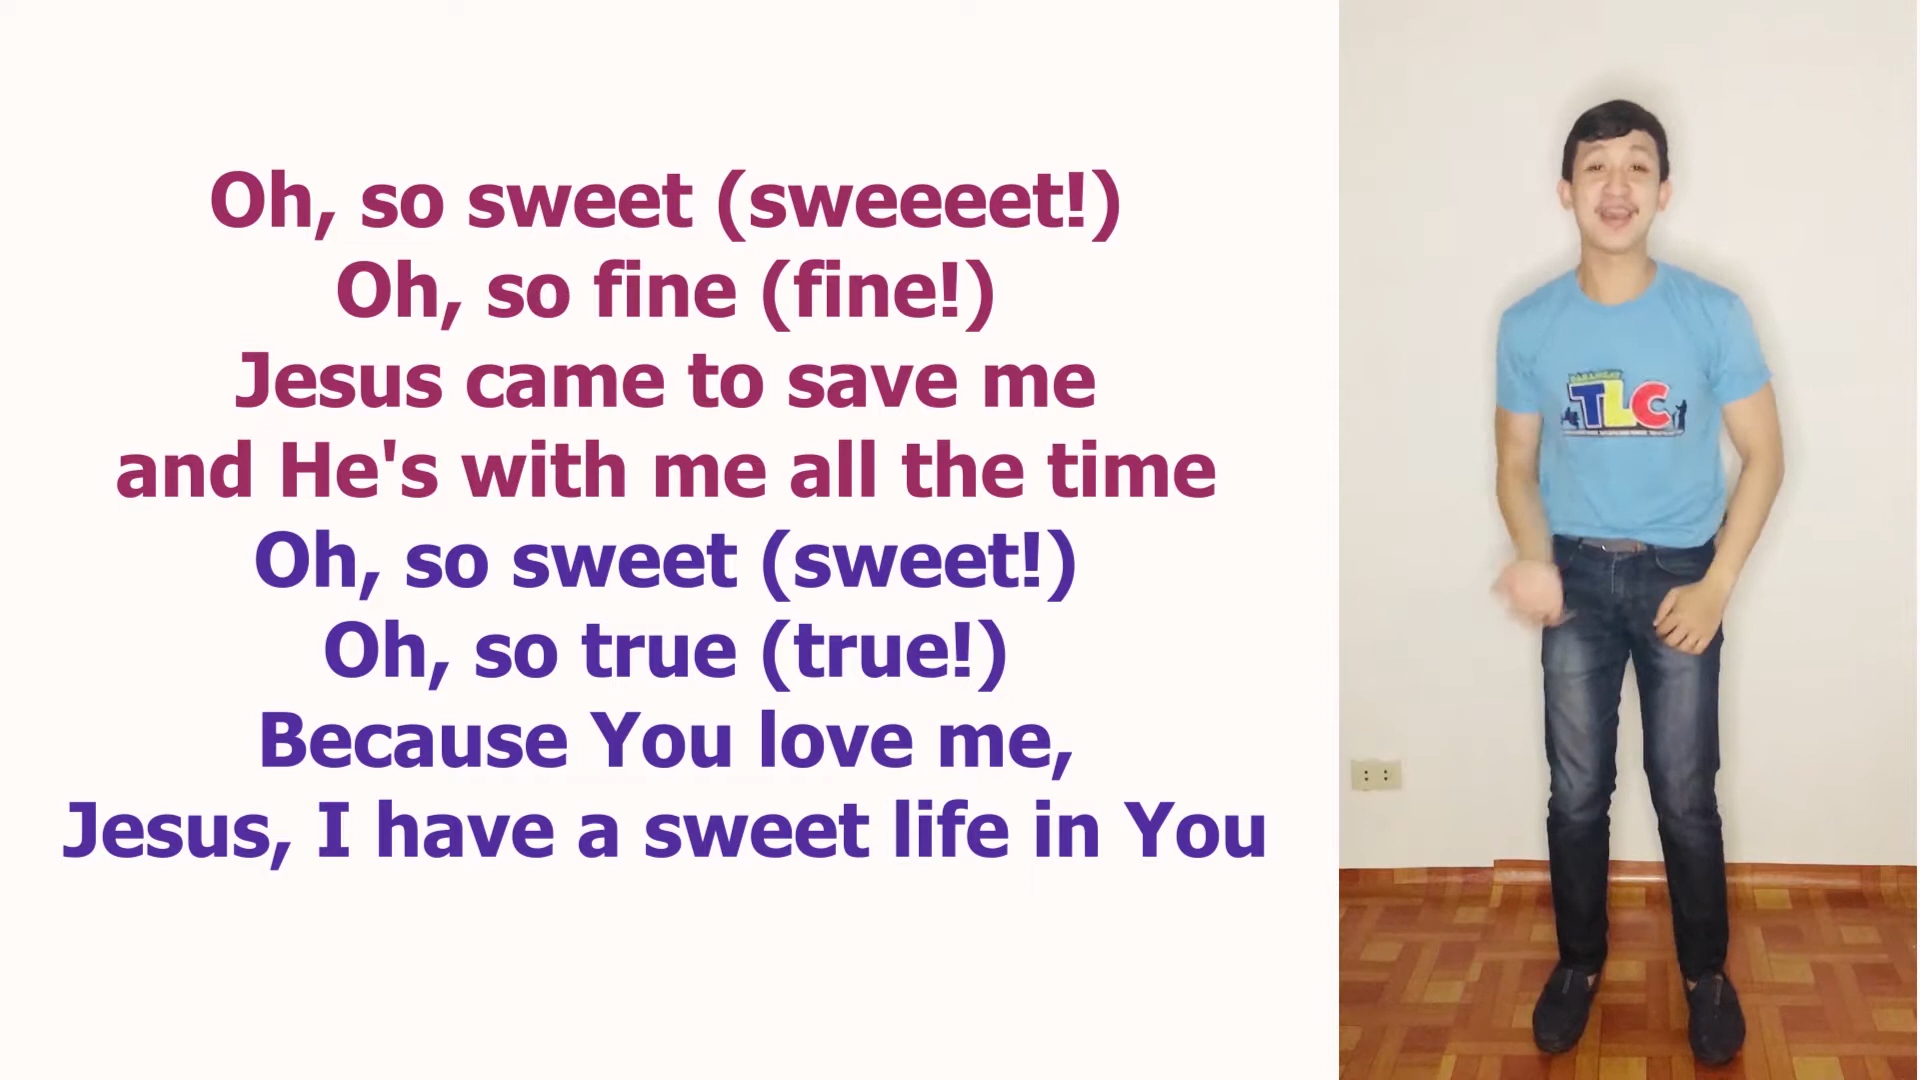 Oh, so sweet (sweeeet!)
Oh, so fine (fine!)
Jesus came to save me
and He's with me all the time
Oh, so sweet (sweet!)
Oh, so true (true!)
Because You love me,
Jesus, I have a sweet life in You
TLC